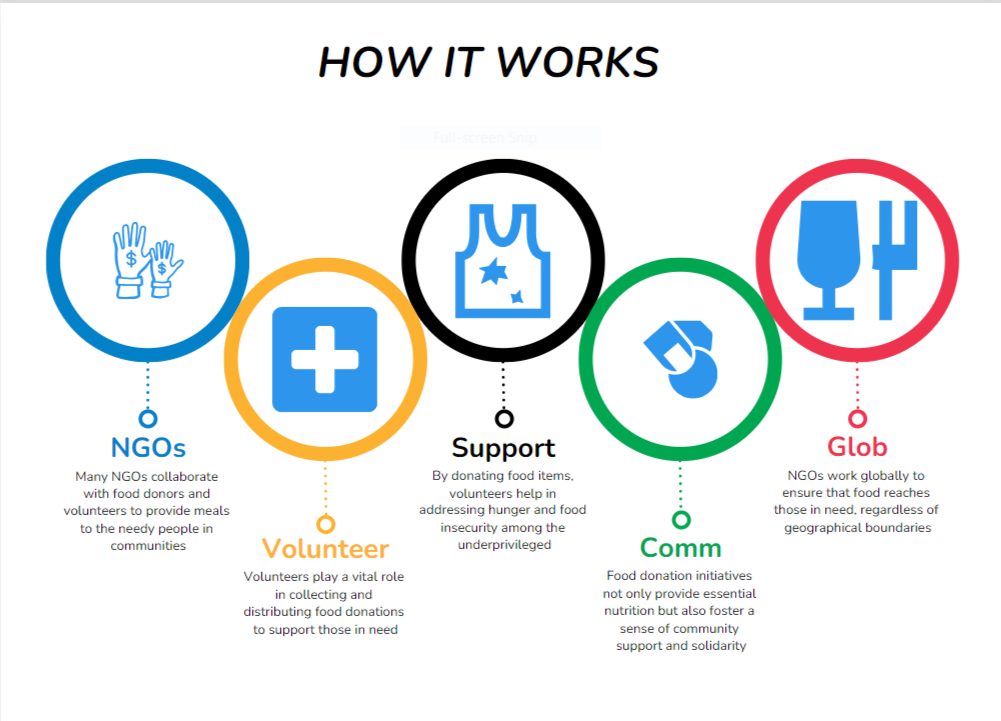 HOW IT WORKS
Full-screen Snip
$
$
NGOs
Many NGOs collaborate
with food donors and
volunteers to provide meals
to the needy people in
communities
Volunteer
Volunteers play a vital role
in collecting and
distributing food donations
to support those in need
Support
By donating food items,
volunteers help in
addressing hunger and food
insecurity among the
underprivileged
Comm
Food donation initiatives
not only provide essential
nutrition but also foster a
sense of community
support and solidarity
Glob
NGOs work globally to
ensure that food reaches
those in need, regardless of
geographical boundaries